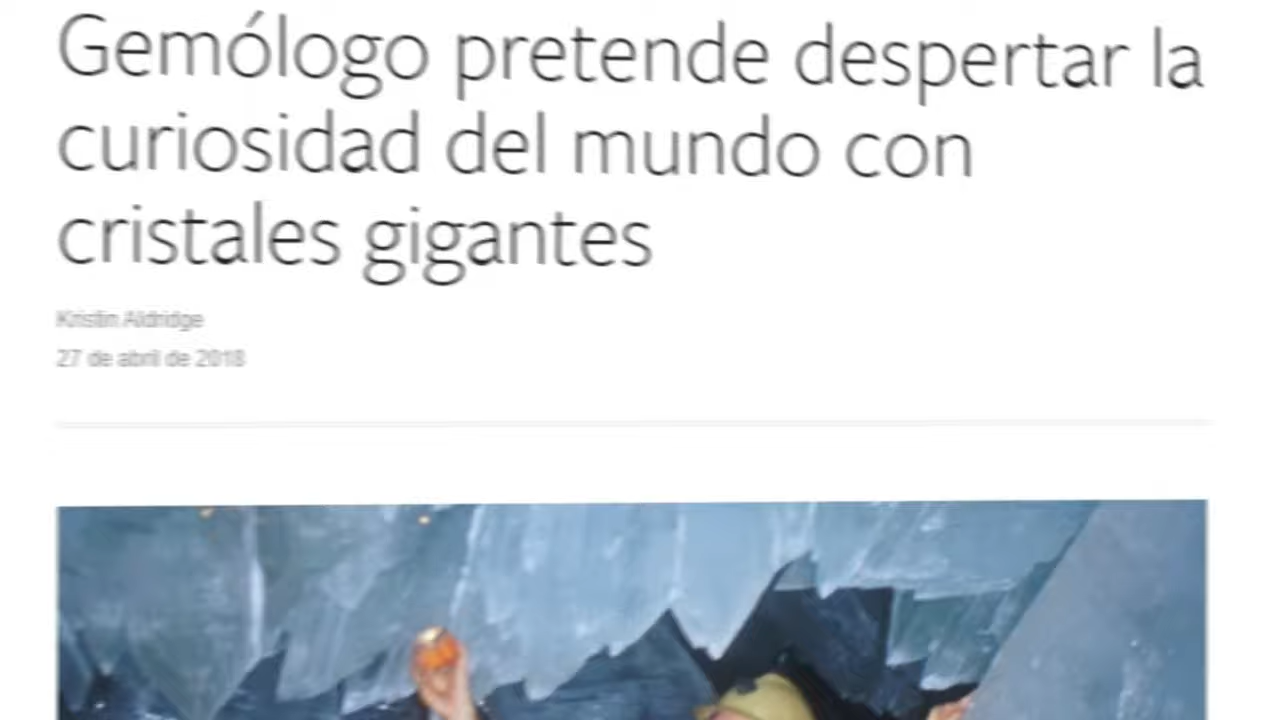 Gemólogo pretende despertar la
curiosidad del mundo con
cristales gigantes
Kristin Aldridge
27 de abril de 2018